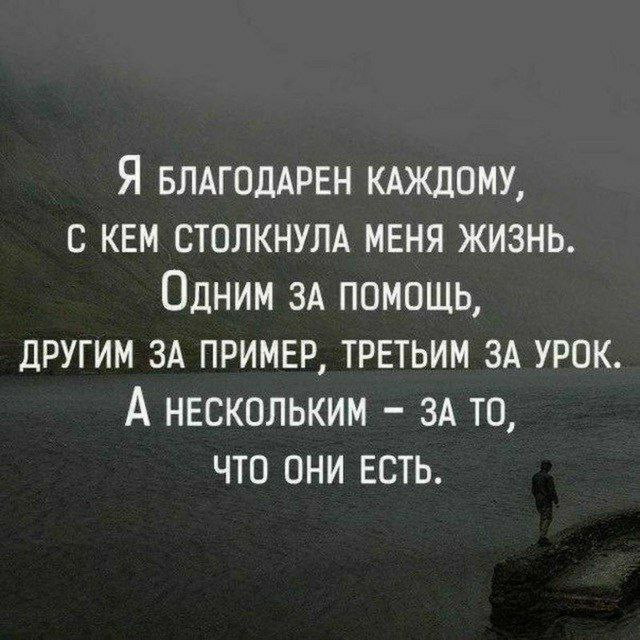 Я БЛАГОДАРЕН КАЖДОМУ,
С КЕМ СТОЛКНУЛА МЕНЯ ЖИЗНЬ.
ОДНИМ ЗА ПОМОЩЬ,
ДРУГИМ ЗА ПРИМЕР, ТРЕТЬИМ ЗА УРОК.
А НЕСКОЛЬКИМ – ЗА ТО,
ЧТО ОНИ ЕСТЬ.